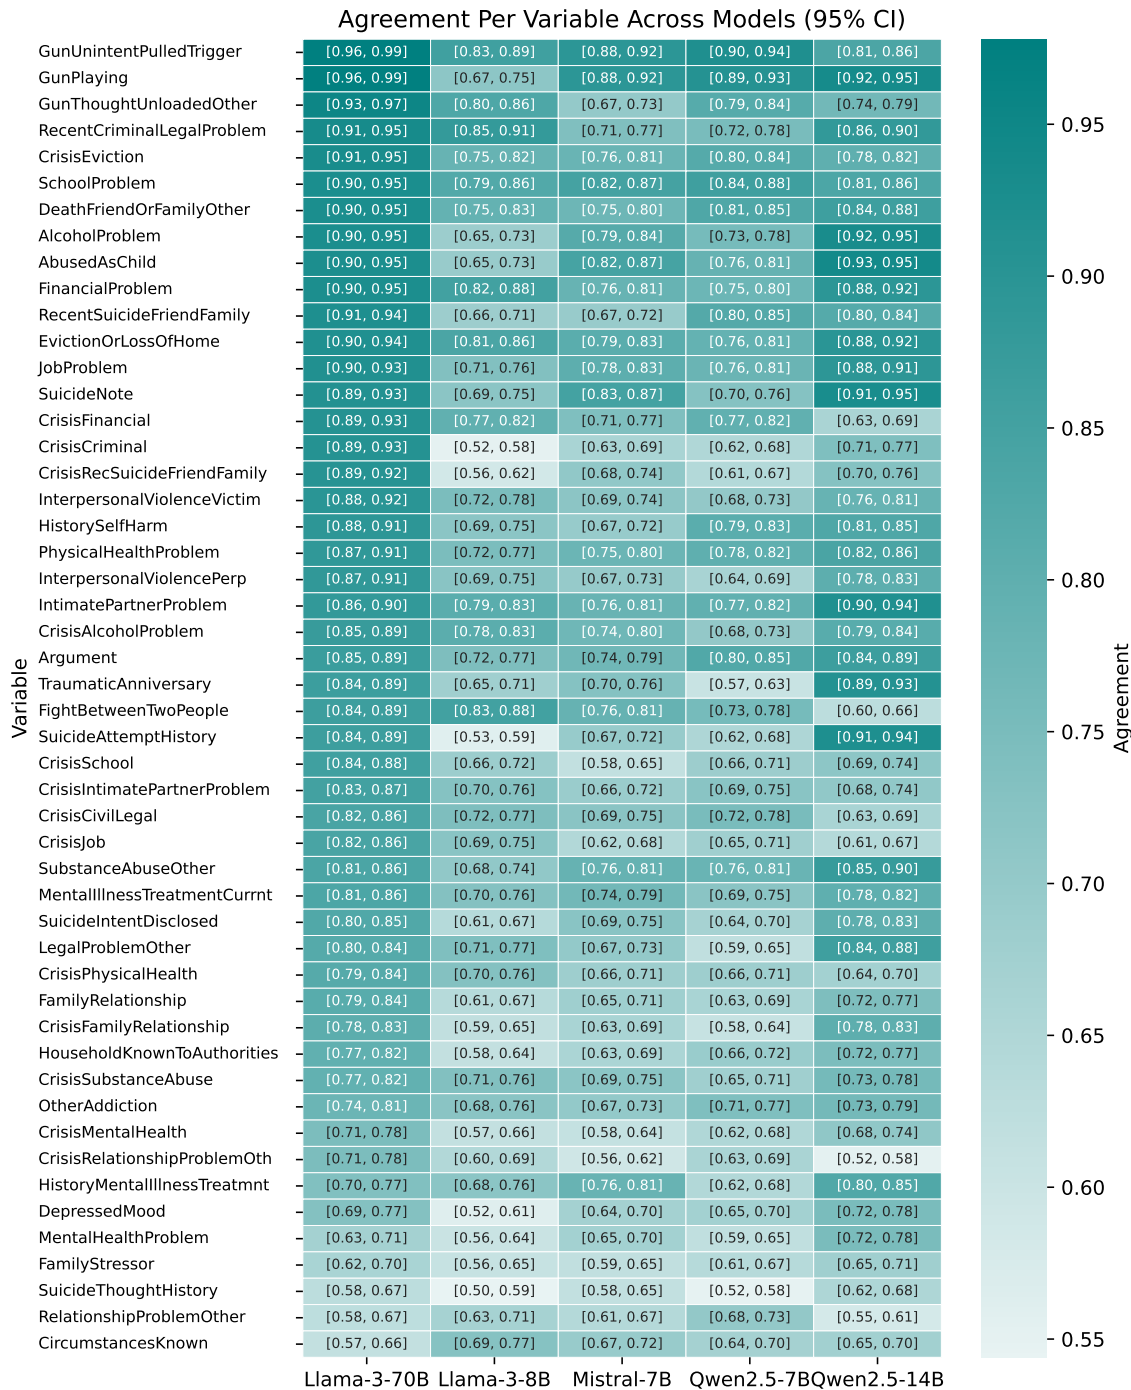 Agreement Per Variable Across Models (95% CI)
GunUnintentPulledTrigger [0.96, 0.99] [0.83, 0.89] [0.88, 0.92] [0.90, 0.94] [0.81, 0.86]
GunPlaying [0.96, 0.99] [0.67, 0.75] [0.88, 0.92] [0.89, 0.93] [0.92, 0.95]
GunThoughtUnloadedOther [0.93, 0.97] [0.80, 0.86] [0.67, 0.73] [0.79, 0.84] [0.74, 0.79]
RecentCriminalLegalProblem [0.91, 0.95] [0.85, 0.91] [0.71, 0.77] [0.72, 0.78] [0.86, 0.90]
CrisisEviction [0.91, 0.95] [0.75, 0.82] [0.76, 0.81] [0.80, 0.84] [0.78, 0.82]
SchoolProblem [0.90, 0.95] [0.79, 0.86] [0.82, 0.87] [0.84, 0.88] [0.81, 0.86]
DeathFriendOrFamilyOther [0.90, 0.95] [0.75, 0.83] [0.75, 0.80] [0.81, 0.85] [0.84, 0.88]
AlcoholProblem [0.90, 0.95] [0.65, 0.73] [0.79, 0.84] [0.73, 0.78] [0.92, 0.95]
AbusedAsChild [0.90, 0.95] [0.65, 0.73] [0.82, 0.87] [0.76, 0.81] [0.93, 0.95]
FinancialProblem [0.90, 0.95] [0.82, 0.88] [0.76, 0.81] [0.75, 0.80] [0.88, 0.92]
RecentSuicideFriendFamily [0.91, 0.94] [0.66, 0.71] [0.67, 0.72] [0.80, 0.85] [0.80, 0.84]
EvictionOrLossOfHome [0.90, 0.94] [0.81, 0.86] [0.79, 0.83] [0.76, 0.81] [0.88, 0.92]
JobProblem [0.90, 0.93] [0.71, 0.76] [0.78, 0.83] [0.76, 0.81] [0.88, 0.91]
SuicideNote [0.89, 0.93] [0.69, 0.75] [0.83, 0.87] [0.70, 0.76] [0.91, 0.95]
CrisisFinancial [0.89, 0.93] [0.77, 0.82] [0.71, 0.77] [0.77, 0.82] [0.63, 0.69]
CrisisCriminal [0.89, 0.93] [0.52, 0.58] [0.63, 0.69] [0.62, 0.68] [0.71, 0.77]
CrisisRecSuicideFriendFamily [0.89, 0.92] [0.56, 0.62] [0.68, 0.74] [0.61, 0.67] [0.70, 0.76]
InterpersonalViolenceVictim [0.88, 0.92] [0.72, 0.78] [0.69, 0.74] [0.68, 0.73] [0.76, 0.81]
HistorySelfHarm [0.88, 0.91] [0.69, 0.75] [0.67, 0.72] [0.79, 0.83] [0.81, 0.85]
PhysicalHealthProblem [0.87, 0.91] [0.72, 0.77] [0.75, 0.80] [0.78, 0.82] [0.82, 0.86]
InterpersonalViolencePerp [0.87, 0.91] [0.69, 0.75] [0.67, 0.73] [0.64, 0.69] [0.78, 0.83]
IntimatePartnerProblem [0.86, 0.90] [0.79, 0.83] [0.76, 0.81] [0.77, 0.82] [0.90, 0.94]
CrisisAlcoholProblem [0.85, 0.89] [0.78, 0.83] [0.74, 0.80] [0.68, 0.73] [0.79, 0.84]
Argument [0.85, 0.89] [0.72, 0.77] [0.74, 0.79] [0.80, 0.85] [0.84, 0.89]
TraumaticAnniversary [0.84, 0.89] [0.65, 0.71] [0.70, 0.76] [0.57, 0.63] [0.89, 0.93]
FightBetweenTwoPeople [0.84, 0.89] [0.83, 0.88] [0.76, 0.81] [0.73, 0.78] [0.60, 0.66]
SuicideAttemptHistory [0.84, 0.89] [0.53, 0.59] [0.67, 0.72] [0.62, 0.68] [0.91, 0.94]
CrisisSchool [0.84, 0.88] [0.66, 0.72] [0.58, 0.65] [0.66, 0.71] [0.69, 0.74]
CrisisIntimatePartnerProblem [0.83, 0.87] [0.70, 0.76] [0.66, 0.72] [0.69, 0.75] [0.68, 0.74]
CrisisCivilLegal [0.82, 0.86] [0.72, 0.77] [0.69, 0.75] [0.72, 0.78] [0.63, 0.69]
CrisisJob [0.82, 0.86] [0.69, 0.75] [0.62, 0.68] [0.65, 0.71] [0.61, 0.67]
SubstanceAbuseOther [0.81, 0.86] [0.68, 0.74] [0.76, 0.81] [0.76, 0.81] [0.85, 0.90]
MentalIllnessTreatmentCurrnt [0.81, 0.86] [0.70, 0.76] [0.74, 0.79] [0.69, 0.75] [0.78, 0.82]
SuicideIntentDisclosed [0.80, 0.85] [0.61, 0.67] [0.69, 0.75] [0.64, 0.70] [0.78, 0.83]
LegalProblemOther [0.80, 0.84] [0.71, 0.77] [0.67, 0.73] [0.59, 0.65] [0.84, 0.88]
CrisisPhysicalHealth [0.79, 0.84] [0.70, 0.76] [0.66, 0.71] [0.66, 0.71] [0.64, 0.70]
FamilyRelationship [0.79, 0.84] [0.61, 0.67] [0.65, 0.71] [0.63, 0.69] [0.72, 0.77]
CrisisFamilyRelationship [0.78, 0.83] [0.59, 0.65] [0.63, 0.69] [0.58, 0.64] [0.78, 0.83]
HouseholdKnownToAuthorities [0.77, 0.82] [0.58, 0.64] [0.63, 0.69] [0.66, 0.72] [0.72, 0.77]
CrisisSubstanceAbuse [0.77, 0.82] [0.71, 0.76] [0.69, 0.75] [0.65, 0.71] [0.73, 0.78]
OtherAddiction [0.74, 0.81] [0.68, 0.76] [0.67, 0.73] [0.71, 0.77] [0.73, 0.79]
CrisisMentalHealth [0.71, 0.78] [0.57, 0.66] [0.58, 0.64] [0.62, 0.68] [0.68, 0.74]
CrisisRelationshipProblemOth [0.71, 0.78] [0.60, 0.69] [0.56, 0.62] [0.63, 0.69] [0.52, 0.58]
HistoryMentalIllnessTreatmnt [0.70, 0.77] [0.68, 0.76] [0.76, 0.81] [0.62, 0.68] [0.80, 0.85]
DepressedMood [0.69, 0.77] [0.52, 0.61] [0.64, 0.70] [0.65, 0.70] [0.72, 0.78]
MentalHealthProblem [0.63, 0.71] [0.56, 0.64] [0.65, 0.70] [0.59, 0.65] [0.72, 0.78]
FamilyStressor [0.62, 0.70] [0.56, 0.65] [0.59, 0.65] [0.61, 0.67] [0.65, 0.71]
SuicideThoughtHistory [0.58, 0.67] [0.50, 0.59] [0.58, 0.65] [0.52, 0.58] [0.62, 0.68]
RelationshipProblemOther [0.58, 0.67] [0.63, 0.71] [0.61, 0.67] [0.68, 0.73] [0.55, 0.61]
CircumstancesKnown [0.57, 0.66] [0.69, 0.77] [0.67, 0.72] [0.64, 0.70] [0.65, 0.70]
Llama-3-70B Llama-3-8B Mistral-7B Qwen2.5-7B Qwen2.5-14B
Variable
0.95
0.90
0.85
0.80
0.75
0.70
0.65
0.60
0.55
Agreement